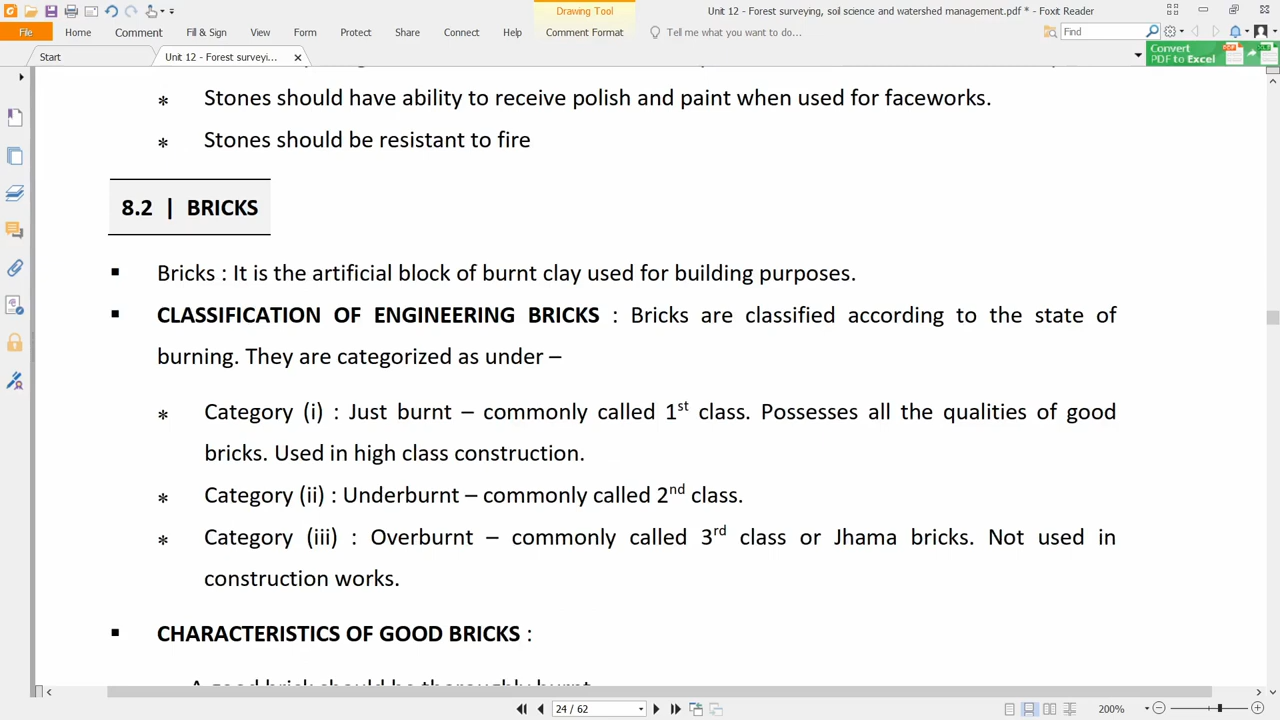 Drawing Tool
Unit 12 - Forest surveying, soil science and watershed management.pdf * - Foxit Reader
File Home Comment Fill & Sign View Form Protect Share Connect Help Comment Format Tell me what you want to do... Find
Start Unit 12 - Forest surveyi... Convert
PDF to Excel
* Stones should have ability to receive polish and paint when used for faceworks.
* Stones should be resistant to fire
8.2 | BRICKS
▪ Bricks : It is the artificial block of burnt clay used for building purposes.
▪ CLASSIFICATION OF ENGINEERING BRICKS : Bricks are classified according to the state of
burning. They are categorized as under –
* Category (i) : Just burnt – commonly called 1st class. Possesses all the qualities of good
bricks. Used in high class construction.
* Category (ii) : Underburnt – commonly called 2nd class.
* Category (iii) : Overburnt – commonly called 3rd class or Jhama bricks. Not used in
construction works.
▪ CHARACTERISTICS OF GOOD BRICKS :
A good brick should be thoroughly burnt
24 / 62 200%